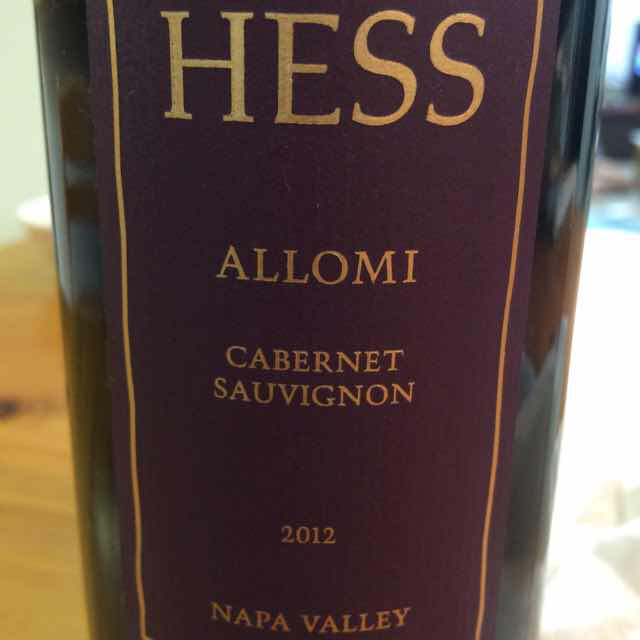 HESS
ALLOMI
CABERNET
SAUVIGNON
2012
NAPA VALLEY